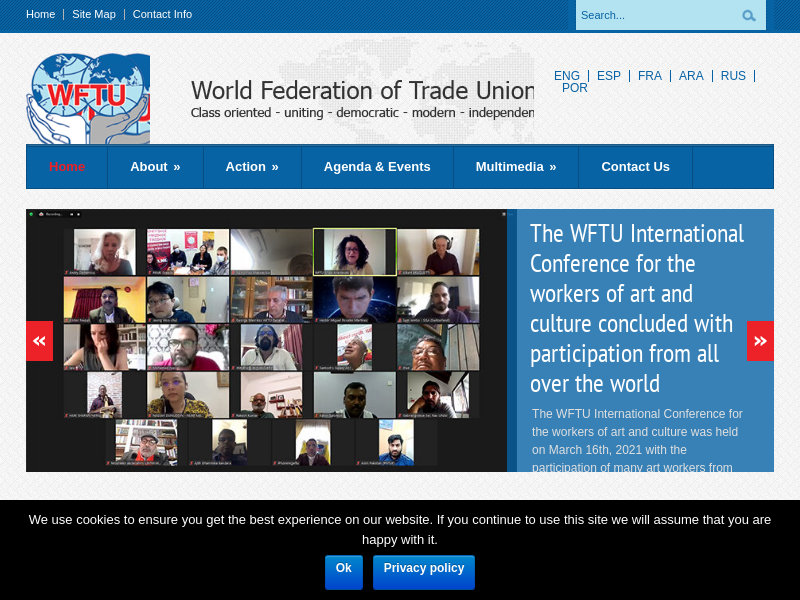 Home | Site Map | Contact Info
Search...
WFTU
World Federation of Trade Union
Class oriented - uniting - democratic - modern - independen
ENG | ESP | FRA | ARA | RUS |
POR
Home
About »
Action »
Agenda & Events
Multimedia »
Contact Us
«
»
The WFTU International
Conference for the
workers of art and
culture concluded with
participation from all
over the world
The WFTU International Conference for
the workers of art and culture was held
on March 16th, 2021 with the
participation of many art workers from
We use cookies to ensure you get the best experience on our website. If you continue to use this site we will assume that you are
happy with it.
Ok
Privacy policy